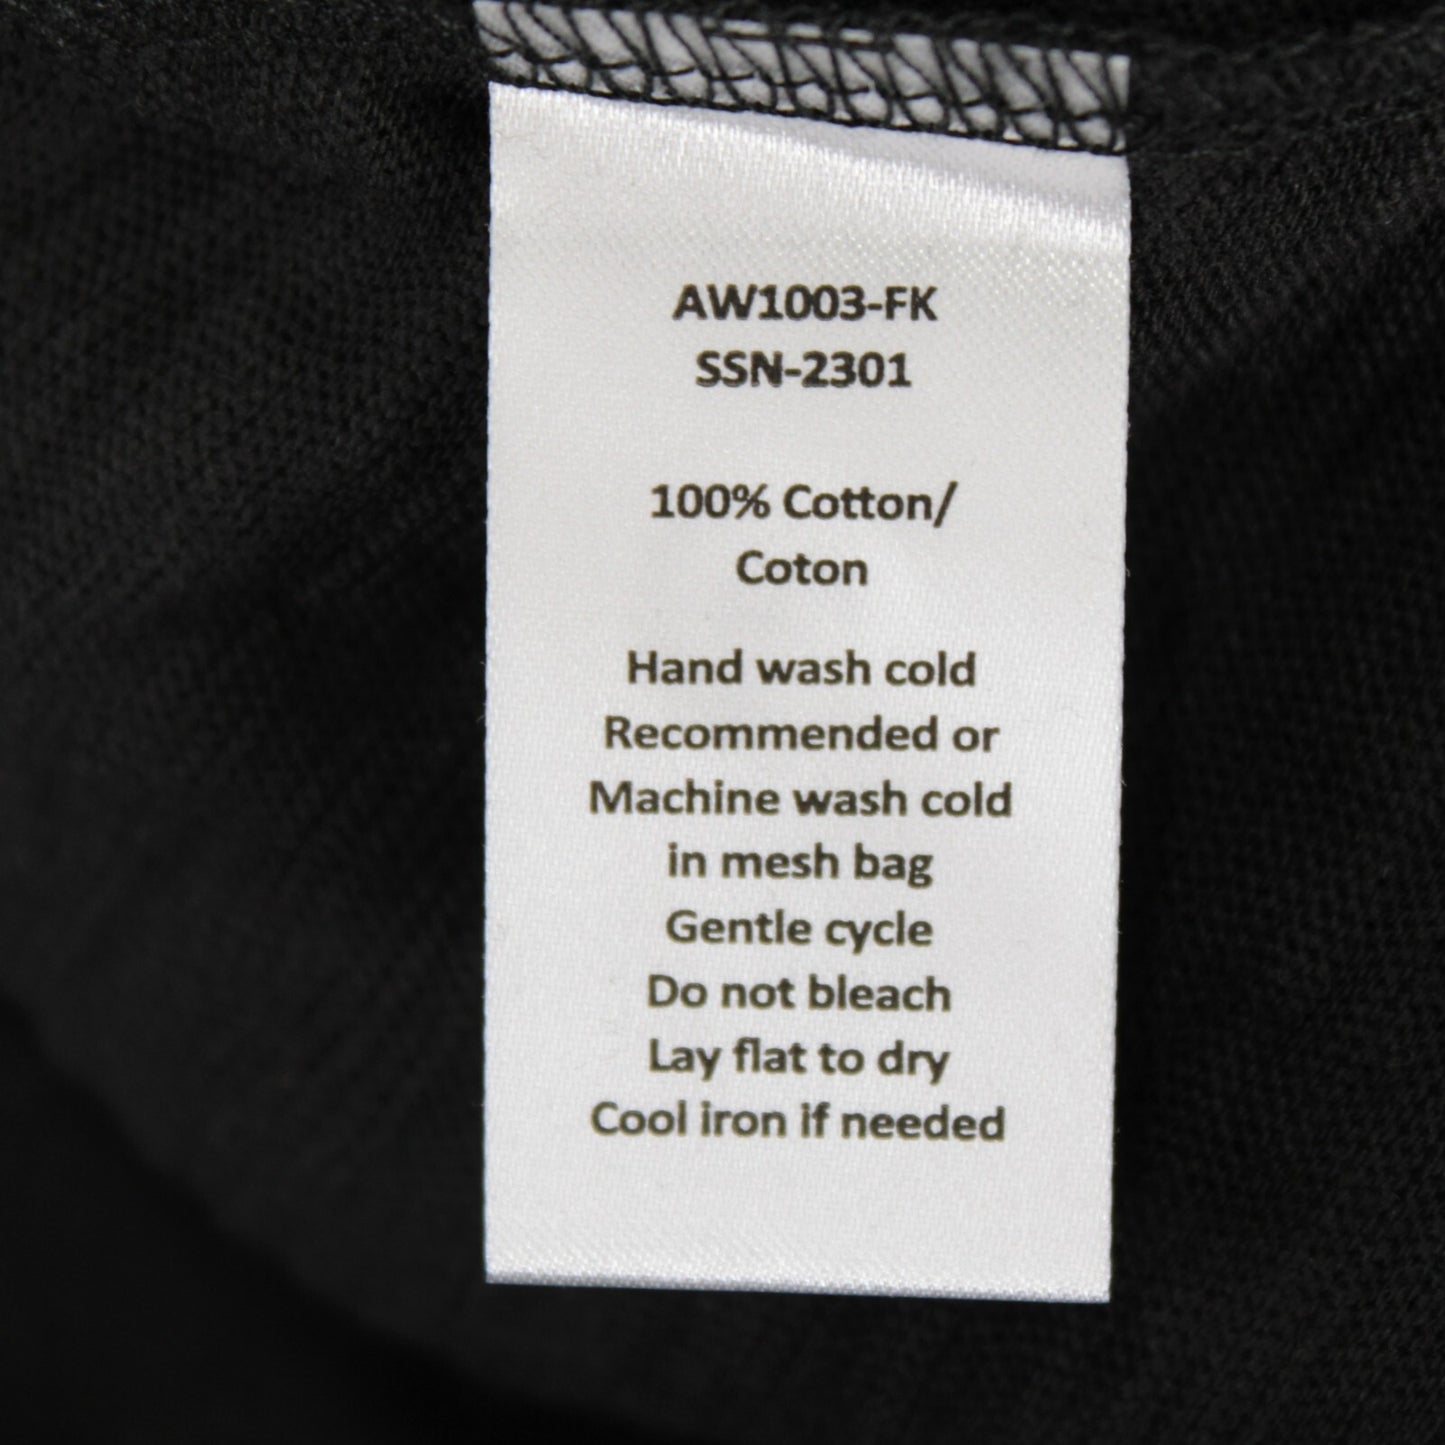 AW1003-FK
SSN-2301
100% Cotton/
Coton
Hand wash cold
Recommended or
Machine wash cold
in mesh bag
Gentle cycle
Do not bleach
Lay flat to dry
Cool iron if needed